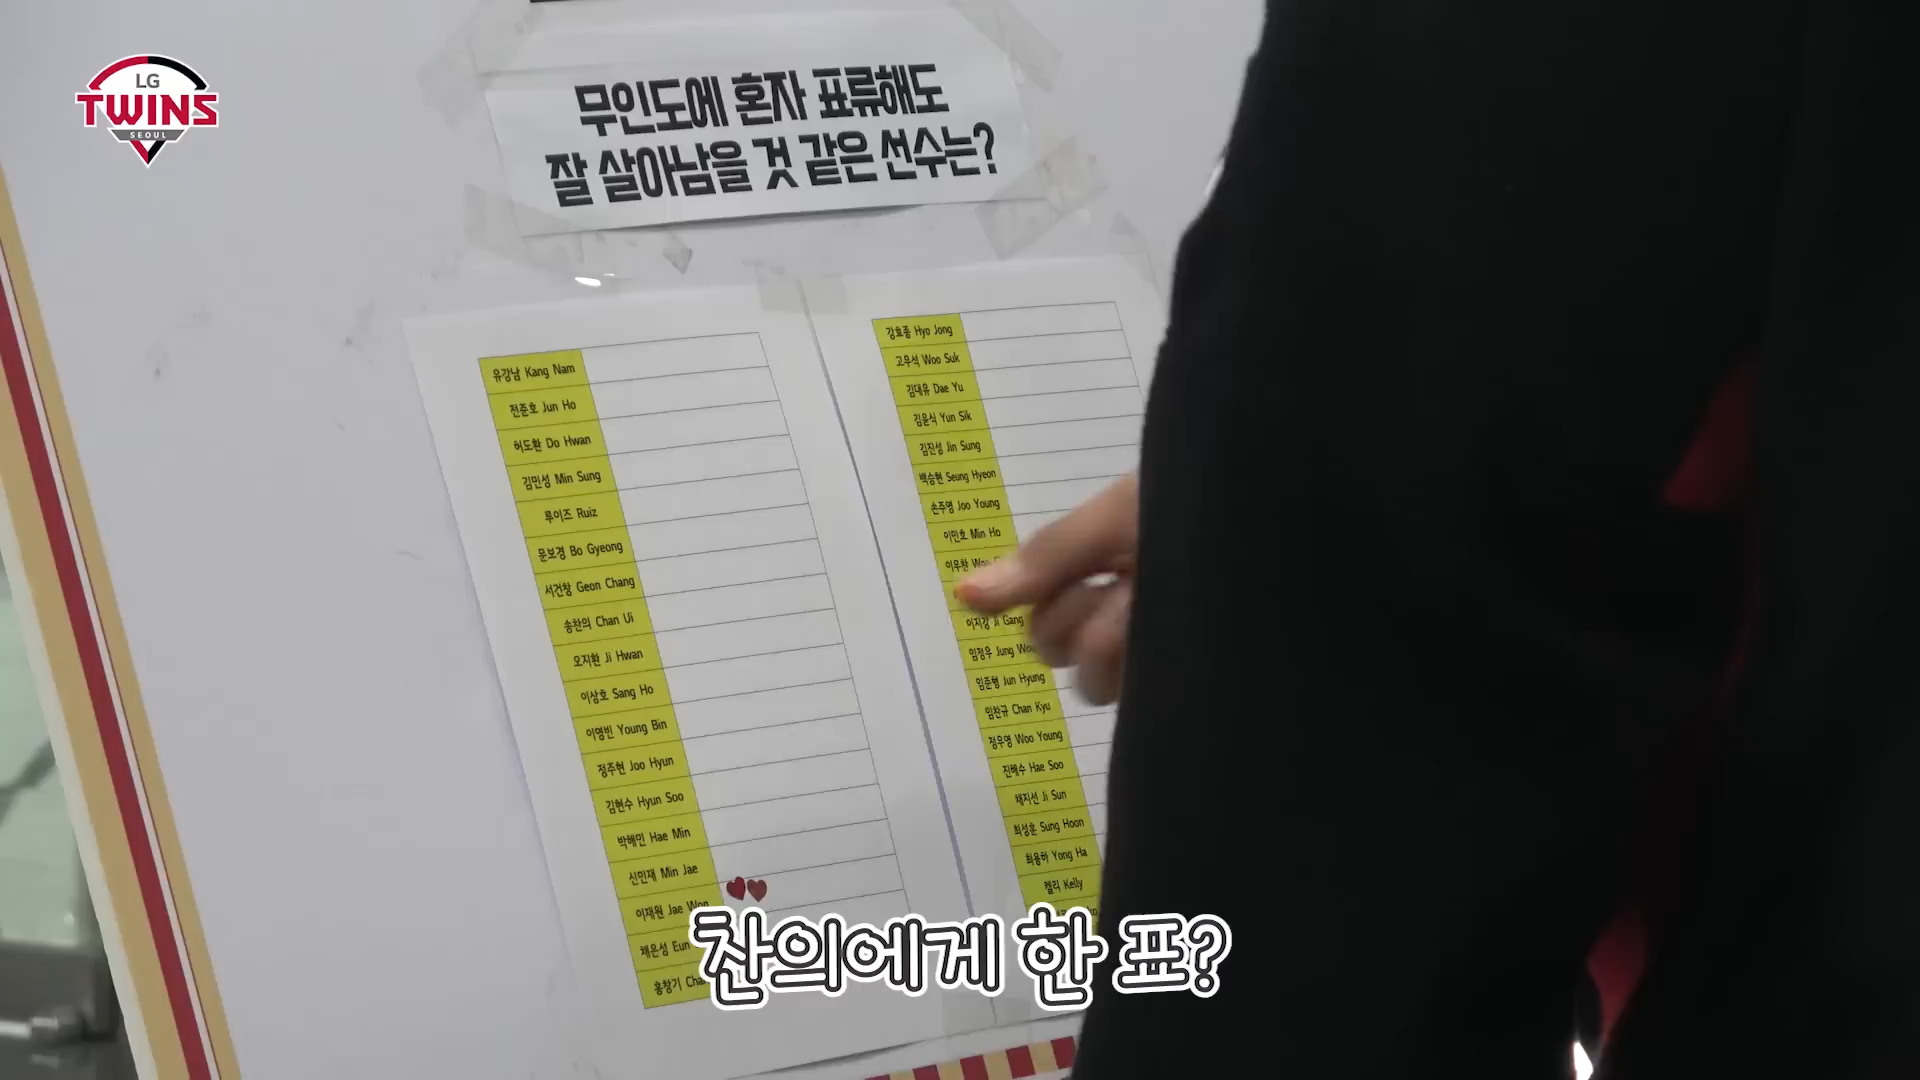 LG
TWINS
SEOUL
무인도에 혼자 표류해도
잘 살아남을 것 같은 선수는?
유강남 Kang Nam
전준호 Jun Ho
허도환 Do Hwan
김민성 Min Sung
루이즈 Ruiz
문보경 Bo Gyeong
서건창 Geon Chang
송찬의 Chan Ui
오지환 Ji Hwan
이상호 Sang Ho
이영빈 Young Bin
정주현 Joo Hyun
김현수 Hyun Soo
박해민 Hae Min
신민재 Min Jae
이재원 Jae Won
채은성 Eun
홍창기 Cha
강효종 Hyo Jong
고우석 Woo Suk
김대유 Dae Yu
김윤식 Yun Sik
김진성 Jin Sung
백승현 Seung Hyeon
손주영 Joo Young
이민호 Min Ho
이우찬 Woo
이지강 Ji Gang
임정우 Jung Woo
임준형 Jun Hyung
임찬규 Chan Kyu
정우영 Woo Young
진해수 Hae Soo
채지선 Ji Sun
최성훈 Sung Hoon
최용하 Yong Ha
켈리 Kelly
찬의에게 한 표?